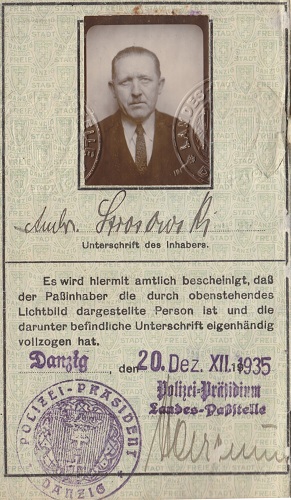 Ambr. Strosowski
Unterschrift des Inhabers.
Es wird hiermit amtlich bescheinigt, daß
der Paßinhaber die durch obenstehendes
Lichtbild dargestellte Person ist und die
darunter befindliche Unterschrift eigenhändig
vollzogen hat.
Danzig, den 20. Dez. XII. 1935
Polizei-Präsidium
Landes-Paßstelle
POLIZEI-PRÄSIDENT
DANZIG